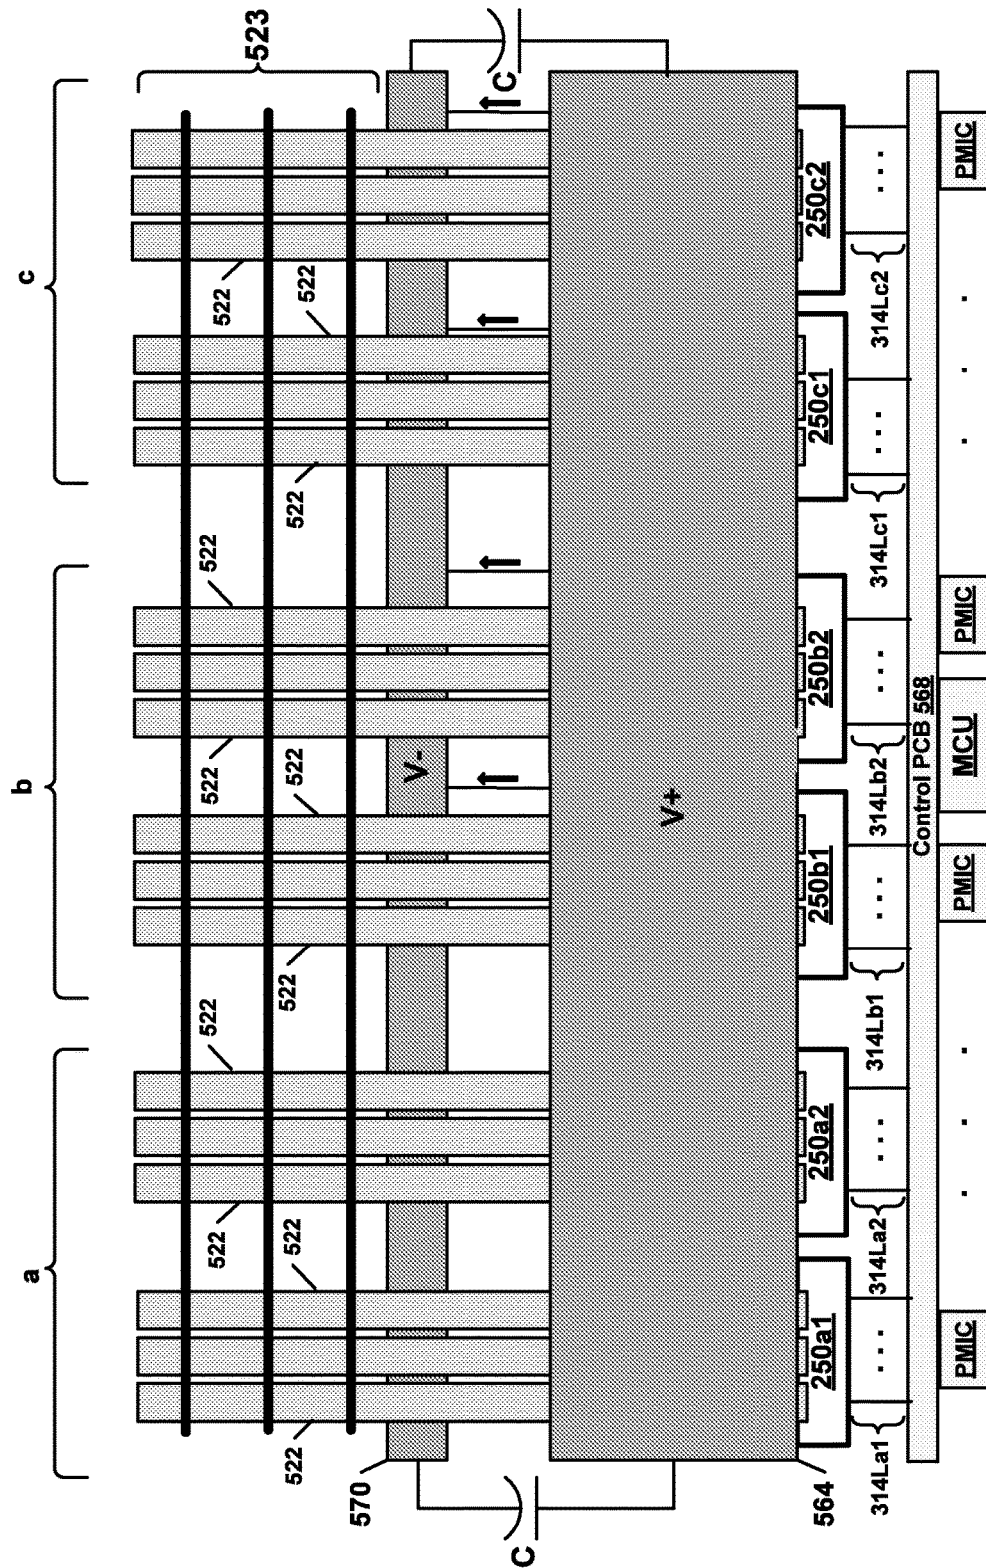 a b c
523
522 522 522 522 522
522 522 522 522 522 522
570 V-
C C
V+
564
250a1 250a2 250b1 250b2 250c1 250c2
314La1 314La2 314Lb1 314Lb2 314Lc1 314Lc2
Control PCB 568
PMIC PMIC MCU PMIC PMIC